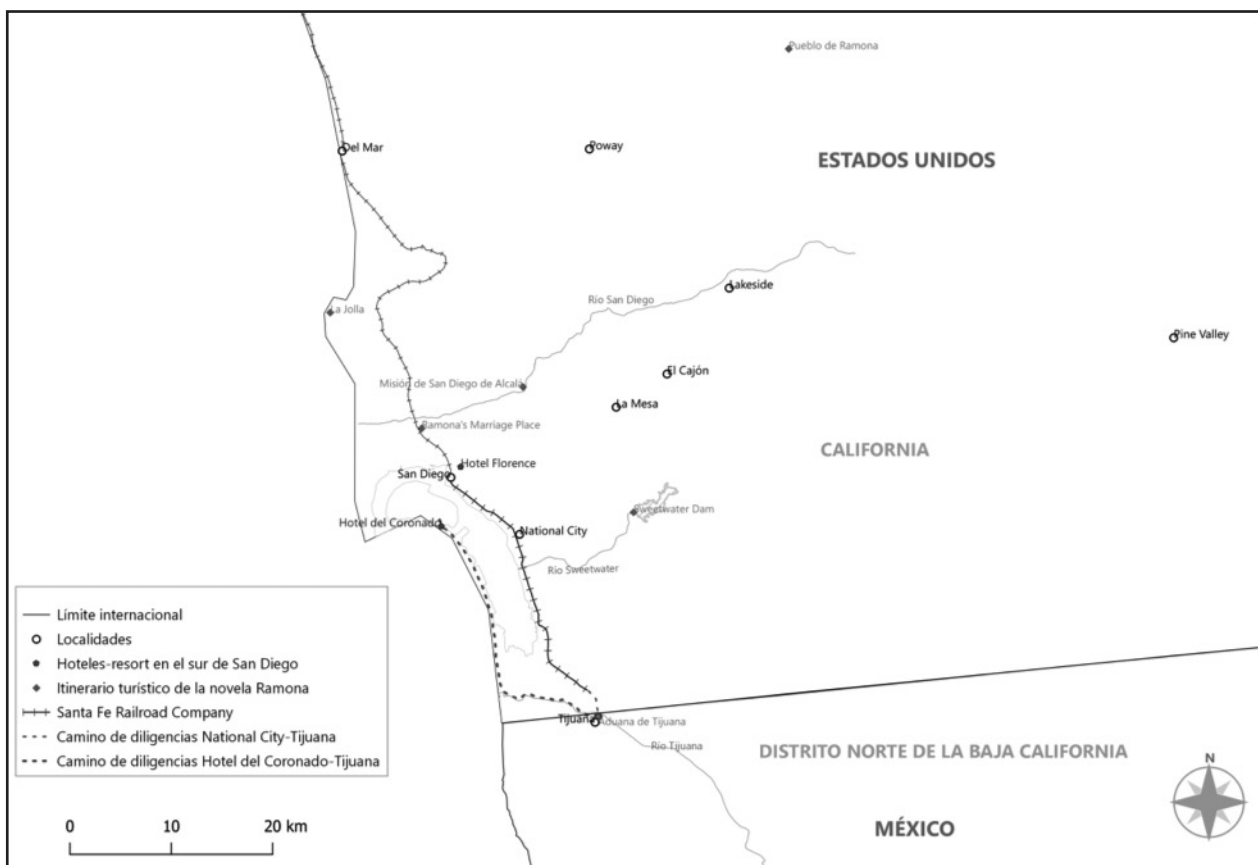 Pueblo de Ramona
Del Mar
Poway
ESTADOS UNIDOS
Lakeside
Río San Diego
La Jolla
Pine Valley
El Cajón
Misión de San Diego de Alcalá
La Mesa
Ramona's Marriage Place
CALIFORNIA
Hotel Florence
San Diego
Sweetwater Dam
Hotel del Coronado
National City
Río Sweetwater
Límite internacional
Localidades
Hoteles-resort en el sur de San Diego
Itinerario turístico de la novela Ramona
Santa Fe Railroad Company
Camino de diligencias National City-Tijuana
Camino de diligencias Hotel del Coronado-Tijuana
Tijuana
Aduana de Tijuana
Río Tijuana
DISTRITO NORTE DE LA BAJA CALIFORNIA
N
MÉXICO
0 10 20 km